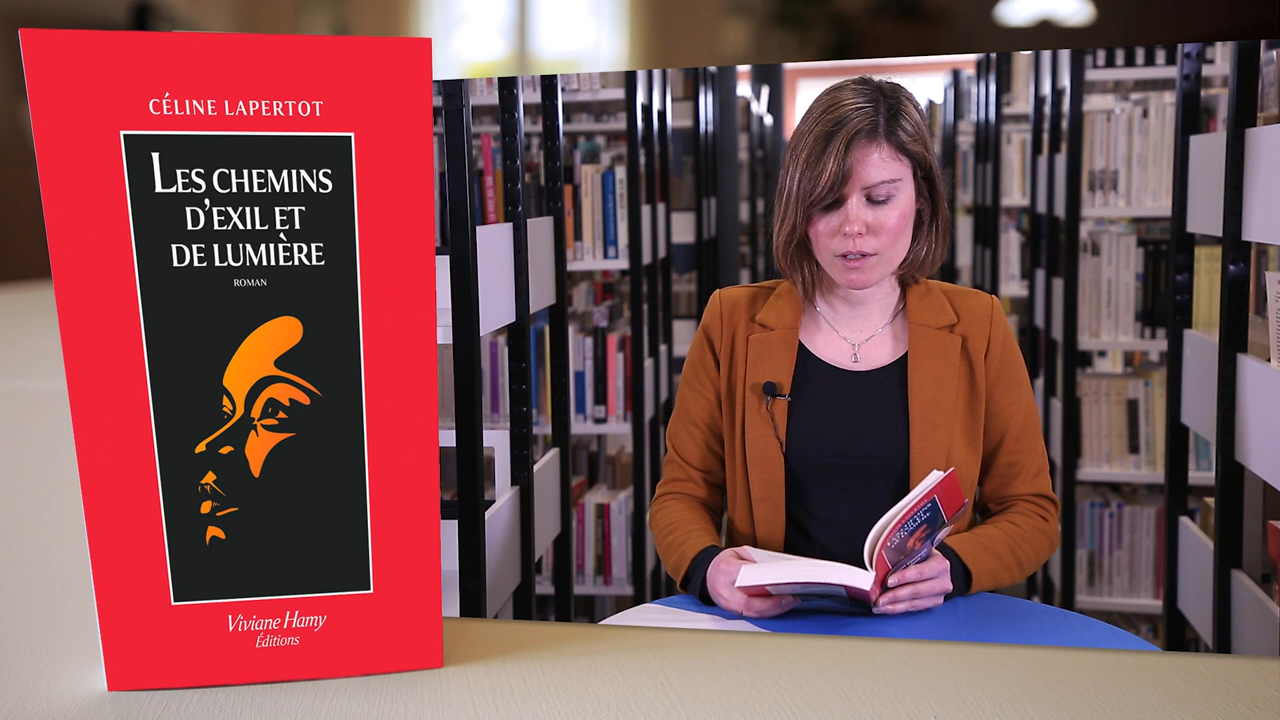 CÉLINE LAPERTOT
LES CHEMINS
D'EXIL ET
DE LUMIÈRE
ROMAN
Viviane Hamy
Éditions